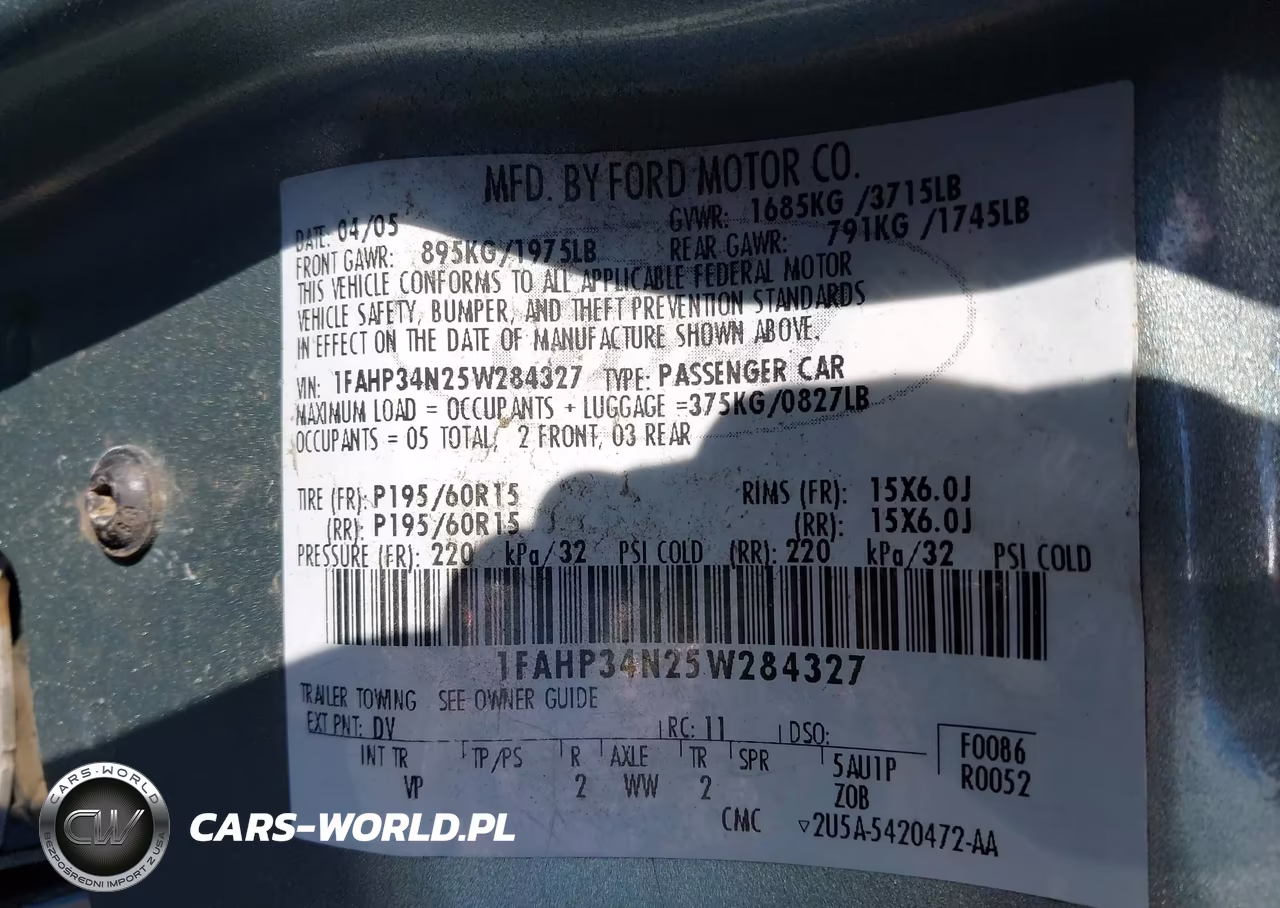 MFD. BY FORD MOTOR CO.
DATE: 04/05 GVWR: 1685KG /3715LB
FRONT GAWR: 895KG/1975LB REAR GAWR: 791KG /1745LB
THIS VEHICLE CONFORMS TO ALL APPLICABLE FEDERAL MOTOR
VEHICLE SAFETY, BUMPER, AND THEFT PREVENTION STANDARDS
IN EFFECT ON THE DATE OF MANUFACTURE SHOWN ABOVE.
VIN: 1FAHP34N25W284327 TYPE: PASSENGER CAR
MAXIMUM LOAD = OCCUPANTS + LUGGAGE =375KG/0827LB
OCCUPANTS = 05 TOTAL, 2 FRONT, 03 REAR
TIRE (FR): P195/60R15 RIMS (FR): 15X6.0J
(RR): P195/60R15 (RR): 15X6.0J
PRESSURE (FR): 220 kPa/32 PSI COLD (RR): 220 kPa/32 PSI COLD
1FAHP34N25W284327
TRAILER TOWING SEE OWNER GUIDE
EXT PNT: DV RC: 11 DSO:
INT TR TP/PS R AXLE TR SPR 5AU1P F0086
VP 2 WW 2 Z0B R0052
CMC ▽2U5A-5420472-AA
CARS-WORLD
CW
BEZPOŚREDNI IMPORT Z USA
CARS-WORLD.PL